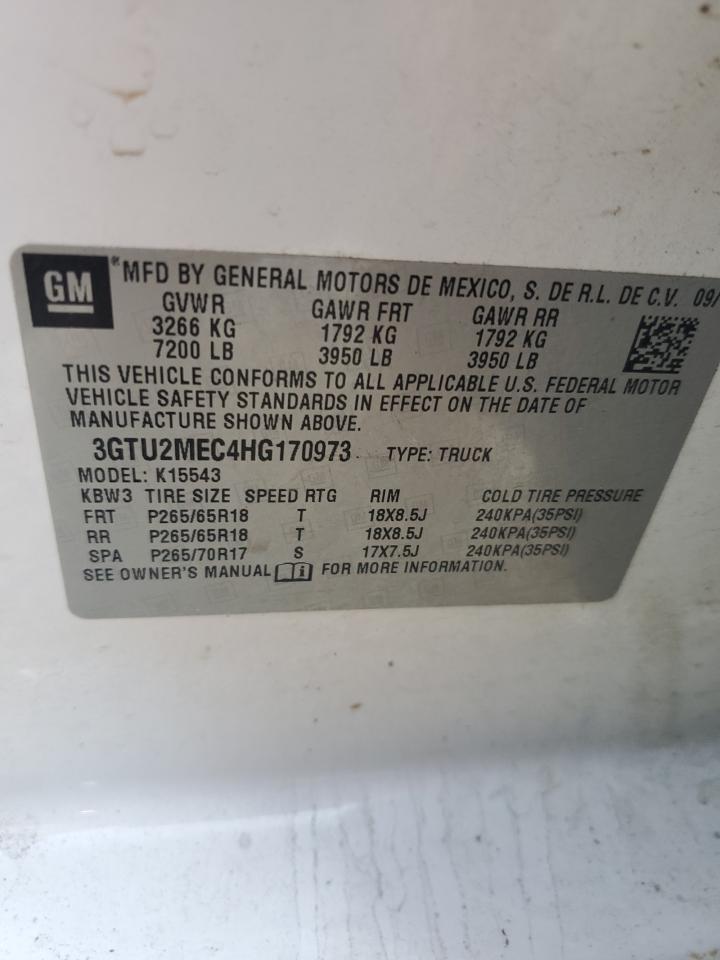 GM
*MFD BY GENERAL MOTORS DE MEXICO, S. DE R.L. DE C.V. 09/
GVWR GAWR FRT GAWR RR
3266 KG 1792 KG 1792 KG
7200 LB 3950 LB 3950 LB
THIS VEHICLE CONFORMS TO ALL APPLICABLE U.S. FEDERAL MOTOR
VEHICLE SAFETY STANDARDS IN EFFECT ON THE DATE OF
MANUFACTURE SHOWN ABOVE.
3GTU2MEC4HG170973 TYPE: TRUCK
MODEL: K15543
KBW3 TIRE SIZE SPEED RTG RIM COLD TIRE PRESSURE
FRT P265/65R18 T 18X8.5J 240KPA(35PSI)
RR P265/65R18 T 18X8.5J 240KPA(35PSI)
SPA P265/70R17 S 17X7.5J 240KPA(35PSI)
SEE OWNER'S MANUAL i FOR MORE INFORMATION.